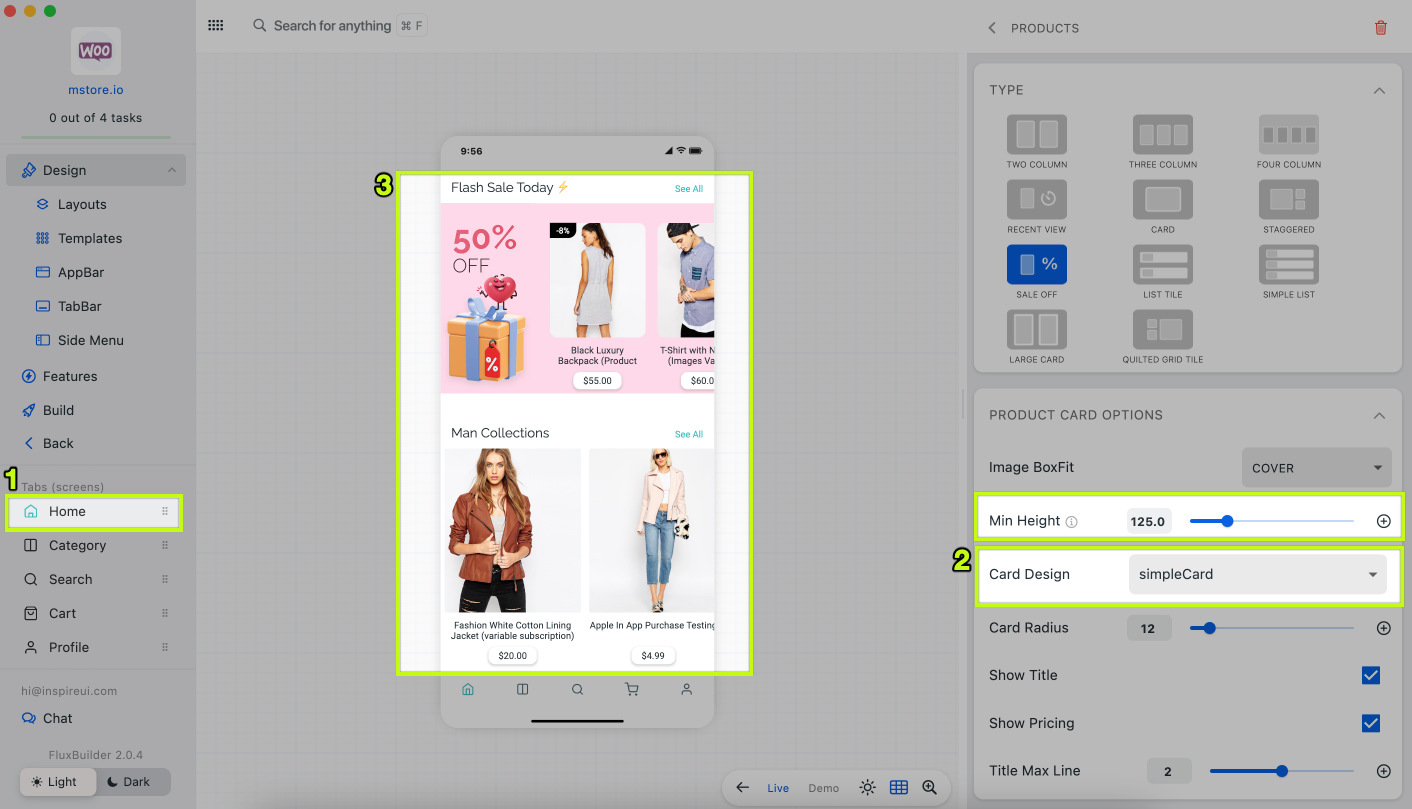 WOO
mstore.io
0 out of 4 tasks
Design
Layouts
Templates
AppBar
TabBar
Side Menu
Features
Build
Back
1
Tabs (screens)
Home
Category
Search
Cart
Profile
hi@inspireui.com
Chat
FluxBuilder 2.0.4
Light
Dark
Search for anything
⌘ F
3
9:56
Flash Sale Today ⚡
See All
50%
OFF
%
-8%
Black Luxury
Backpack (Product
$55.00
T-Shirt with N
(Images Va
$60.0
Man Collections
See All
Fashion White Cotton Lining
Jacket (variable subscription)
$20.00
Apple In App Purchase Testing
$4.99
Live
Demo
PRODUCTS
TYPE
TWO COLUMN
THREE COLUMN
FOUR COLUMN
RECENT VIEW
CARD
STAGGERED
%
SALE OFF
LIST TILE
SIMPLE LIST
LARGE CARD
QUILTED GRID TILE
PRODUCT CARD OPTIONS
Image BoxFit
COVER
Min Height
125.0
2
Card Design
simpleCard
Card Radius
12
Show Title
Show Pricing
Title Max Line
2